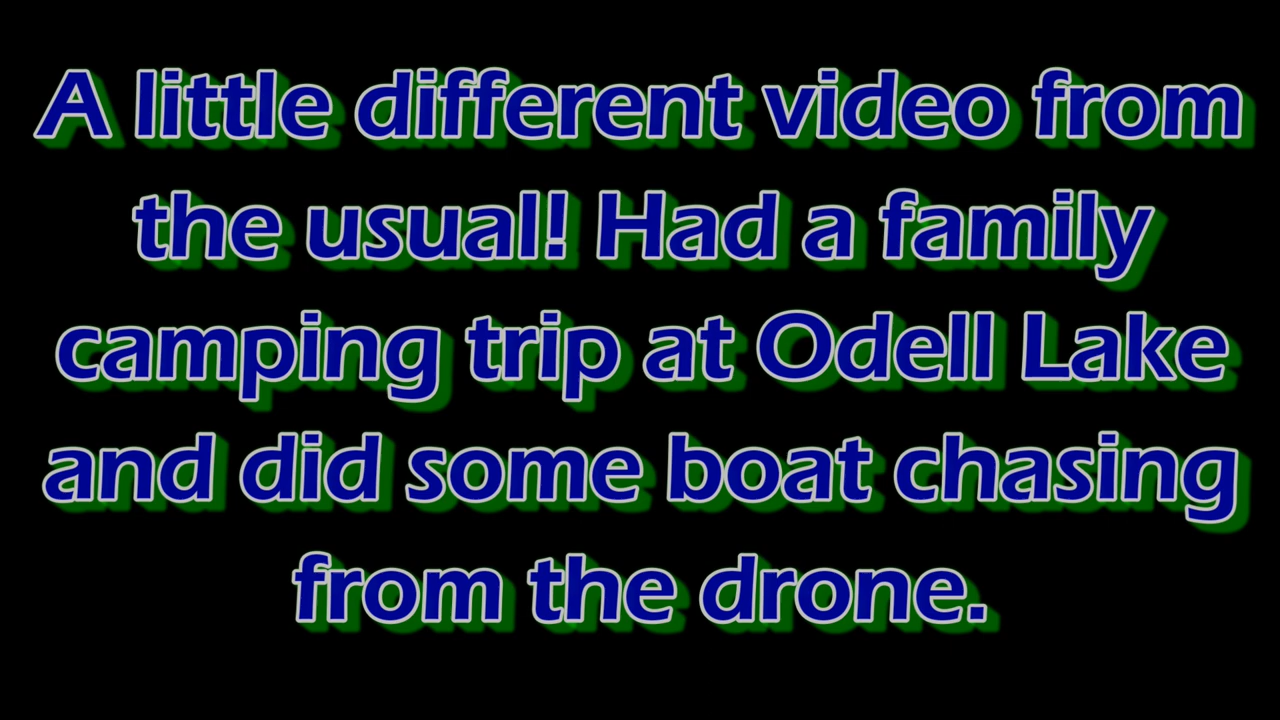 A little different video from
the usual! Had a family
camping trip at Odell Lake
and did some boat chasing
from the drone.